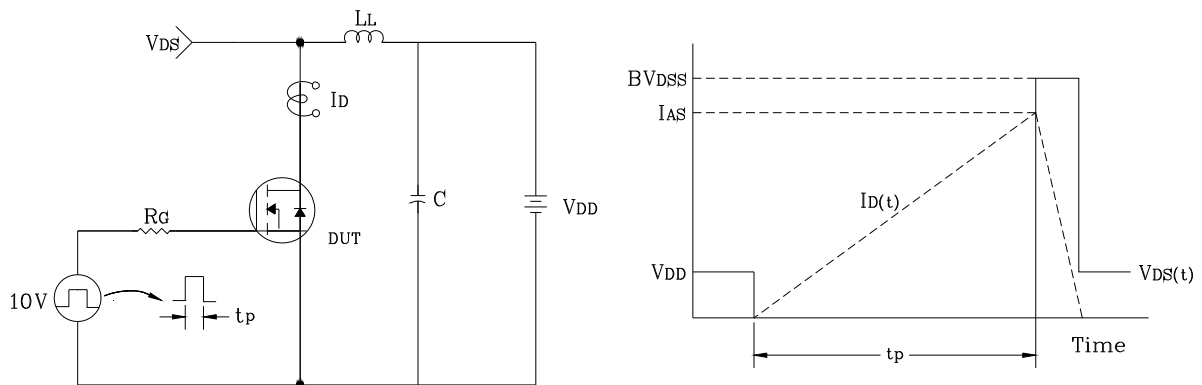 VDS
LL
ID
RG
DUT
C
VDD
10V
tp
BVDSS
IAS
ID(t)
VDD
VDS(t)
tp
Time